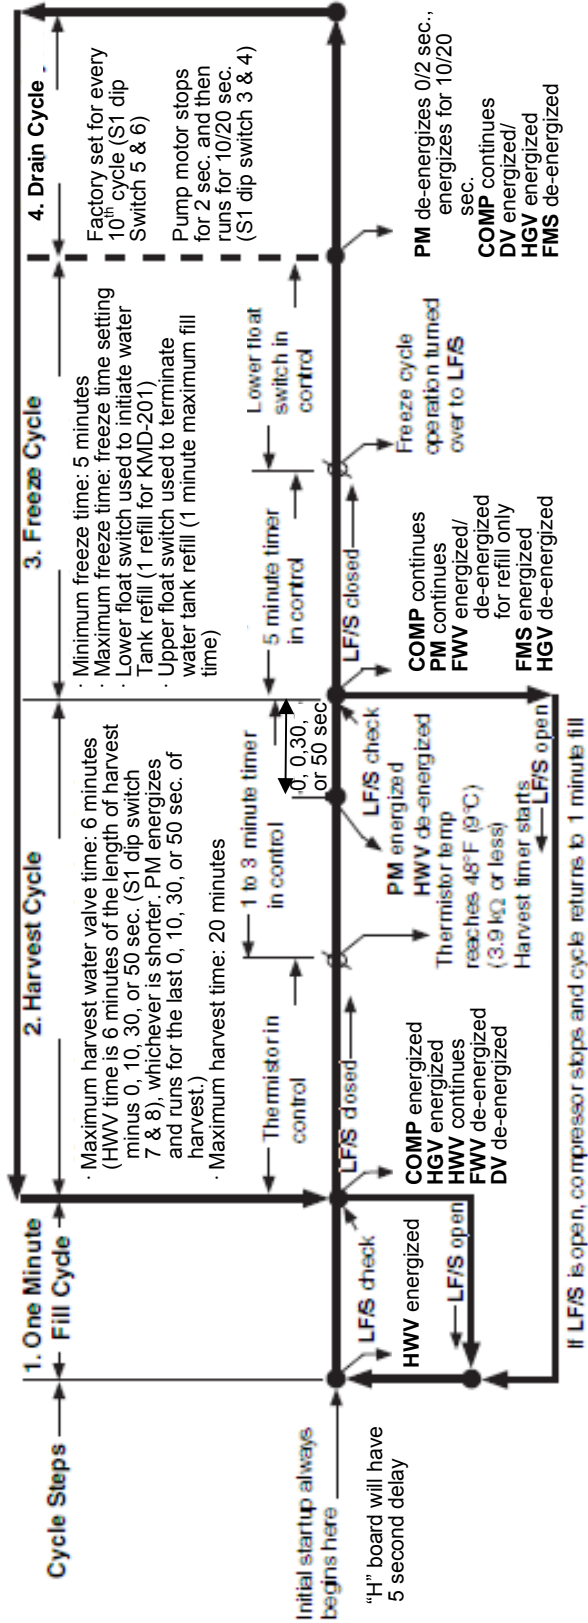 Cycle Steps
1. One Minute
Fill Cycle
2. Harvest Cycle
3. Freeze Cycle
4. Drain Cycle
· Maximum harvest water valve time: 6 minutes
(HWV time is 6 minutes of the length of harvest
minus 0, 10, 30, or 50 sec. (S1 dip switch
7 & 8), whichever is shorter. PM energizes
and runs for the last 0, 10, 30, or 50 sec. of
harvest.)
· Maximum harvest time: 20 minutes
· Minimum freeze time: 5 minutes
· Maximum freeze time: freeze time setting
· Lower float switch used to initiate water
Tank refill (1 refill for KMD-201)
· Upper float switch used to terminate
water tank refill (1 minute maximum fill
time)
Factory set for every
10th cycle (S1 dip
Switch 5 & 6)
Pump motor stops
for 2 sec. and then
runs for 10/20 sec.
(S1 dip switch 3 & 4)
Thermistor in
control
1 to 3 minute timer
in control
0, 0,30,
or 50 sec
5 minute timer
in control
Lower float
switch in
control
Initial startup always
begins here
"H" board will have
5 second delay
LF/S check
HWV energized
LF/S open
LF/S closed
COMP energized
HGV energized
HWV continues
FWV de-energized
DV de-energized
Thermistor temp
reaches 48°F (9°C)
(3.9 kΩ or less)
Harvest timer starts
PM energized
HWV de-energized
LF/S check
LF/S open
LF/S closed
COMP continues
PM continues
FWV energized/
de-energized
for refill only
FMS energized
HGV de-energized
Freeze cycle
operation turned
over to LF/S
PM de-energizes 0/2 sec.,
energizes for 10/20
sec.
COMP continues
DV energized/
HGV energized
FMS de-energized
If LF/S is open, compressor stops and cycle returns to 1 minute fill